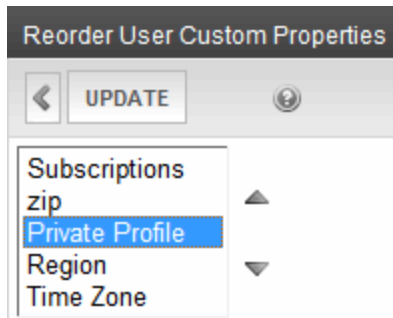 Reorder User Custom Properties
UPDATE
Subscriptions
zip
Private Profile
Region
Time Zone